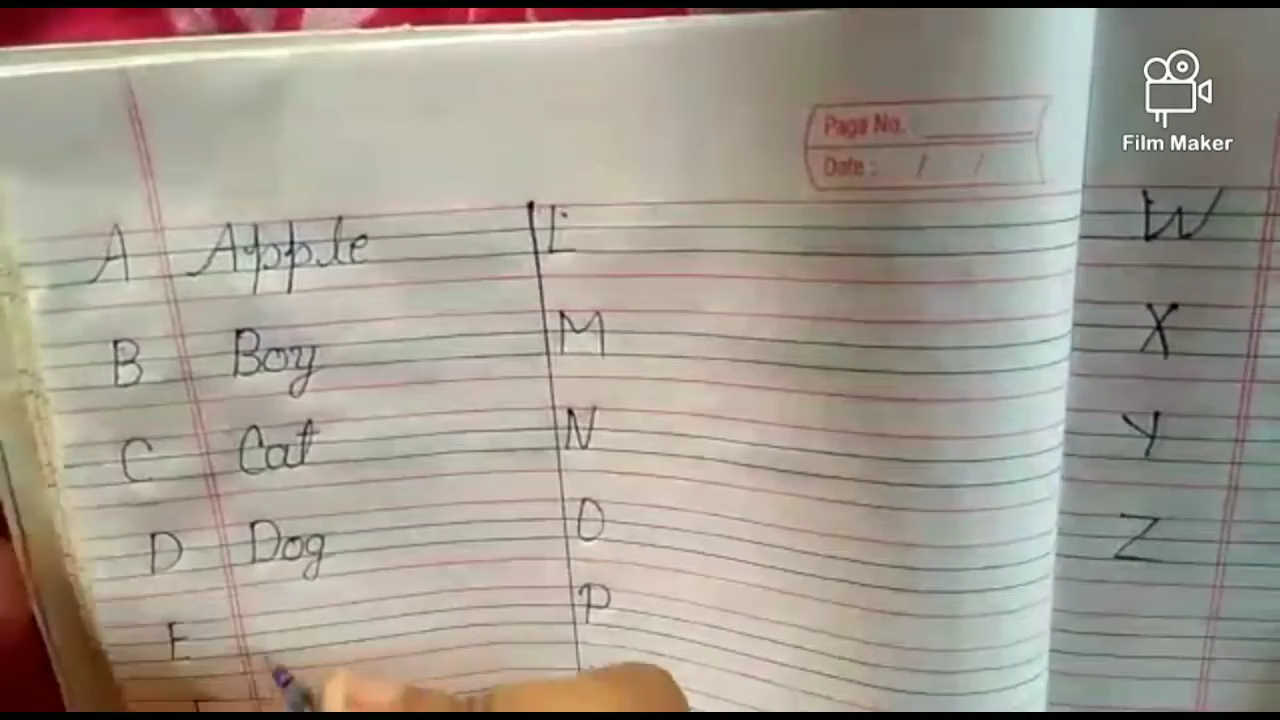 Film Maker
Page No.
Date : / /
A Apple
B Boy
C Cat
D Dog
E
L
M
N
O
P
W
X
Y
Z